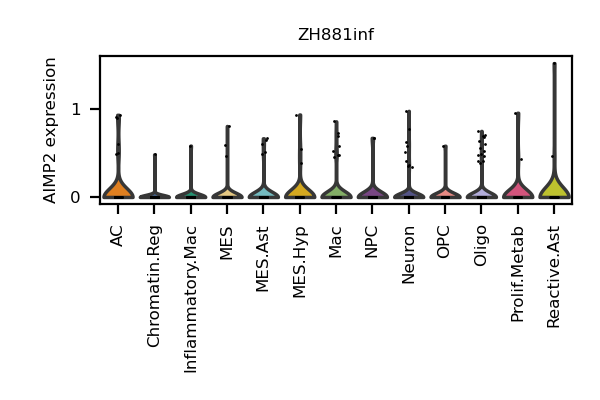 ZH881inf
AIMP2 expression
1
0
AC
Chromatin.Reg
Inflammatory.Mac
MES
MES.Ast
MES.Hyp
Mac
NPC
Neuron
OPC
Oligo
Prolif.Metab
Reactive.Ast